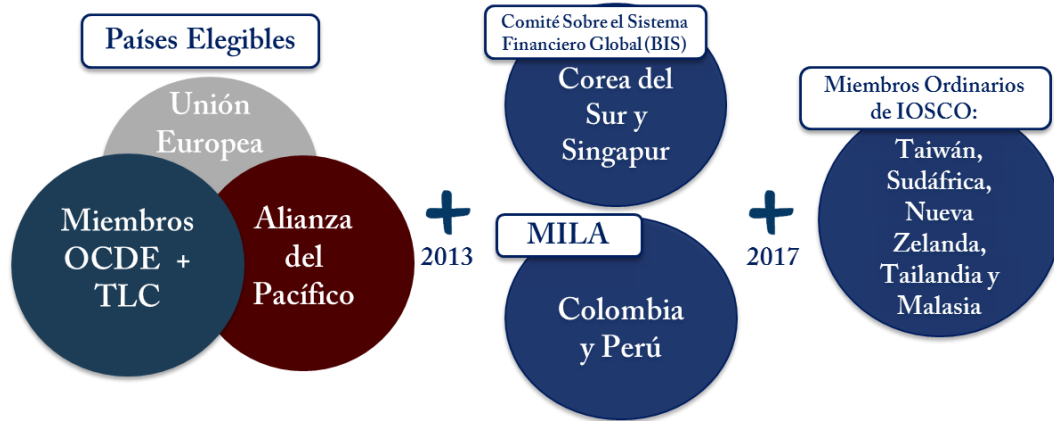 Países Elegibles
Unión
Europea
Miembros
OCDE +
TLC
Alianza
del
Pacífico
+
2013
Comité Sobre el Sistema
Financiero Global (BIS)
Corea del
Sur y
Singapur
MILA
Colombia
y Perú
+
2017
Miembros Ordinarios
de IOSCO:
Taiwán,
Sudáfrica,
Nueva
Zelanda,
Tailandia y
Malasia